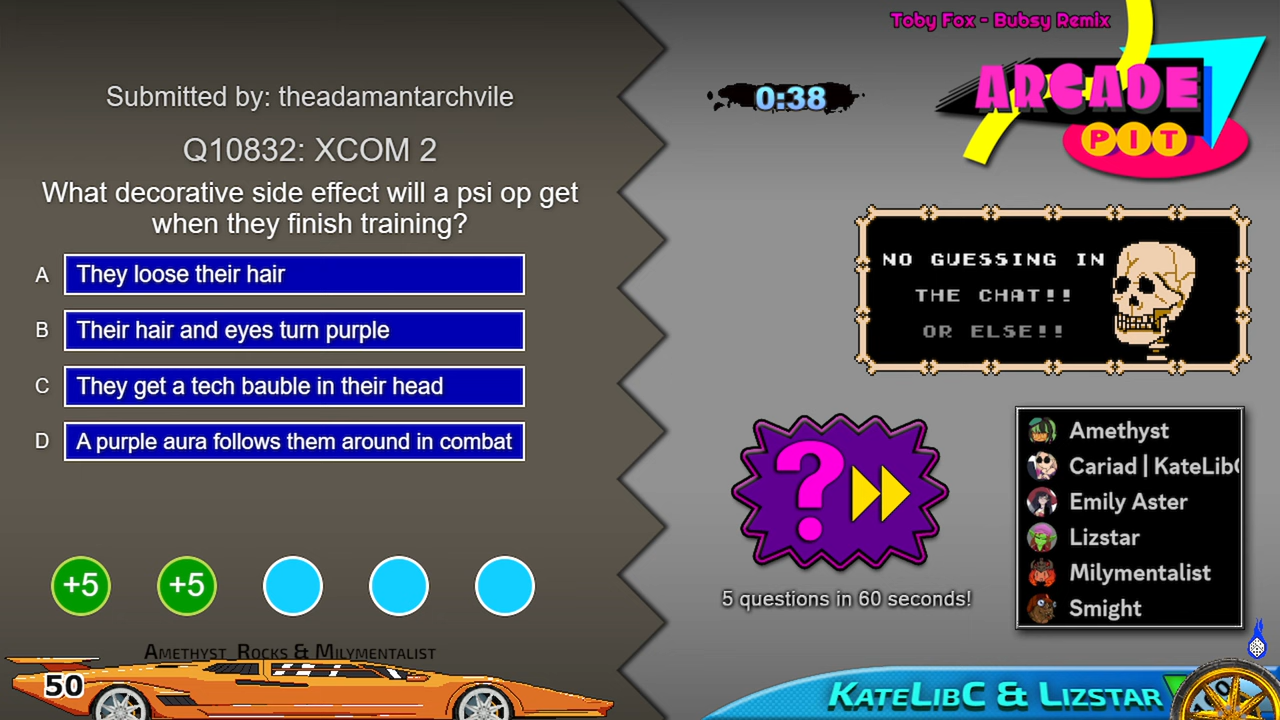 Toby Fox - Bubsy Remix
ARCADE
PIT
0:38
Submitted by: theadamantarchvile
Q10832: XCOM 2
What decorative side effect will a psi op get
when they finish training?
A They loose their hair
B Their hair and eyes turn purple
C They get a tech bauble in their head
D A purple aura follows them around in combat
NO GUESSING IN
THE CHAT!!
OR ELSE!!
?
5 questions in 60 seconds!
Amethyst
Cariad | KateLibC
Emily Aster
Lizstar
Milymentalist
Smight
+5 +5
Amethyst_Rocks & Milymentalist
50
KateLibC & Lizstar